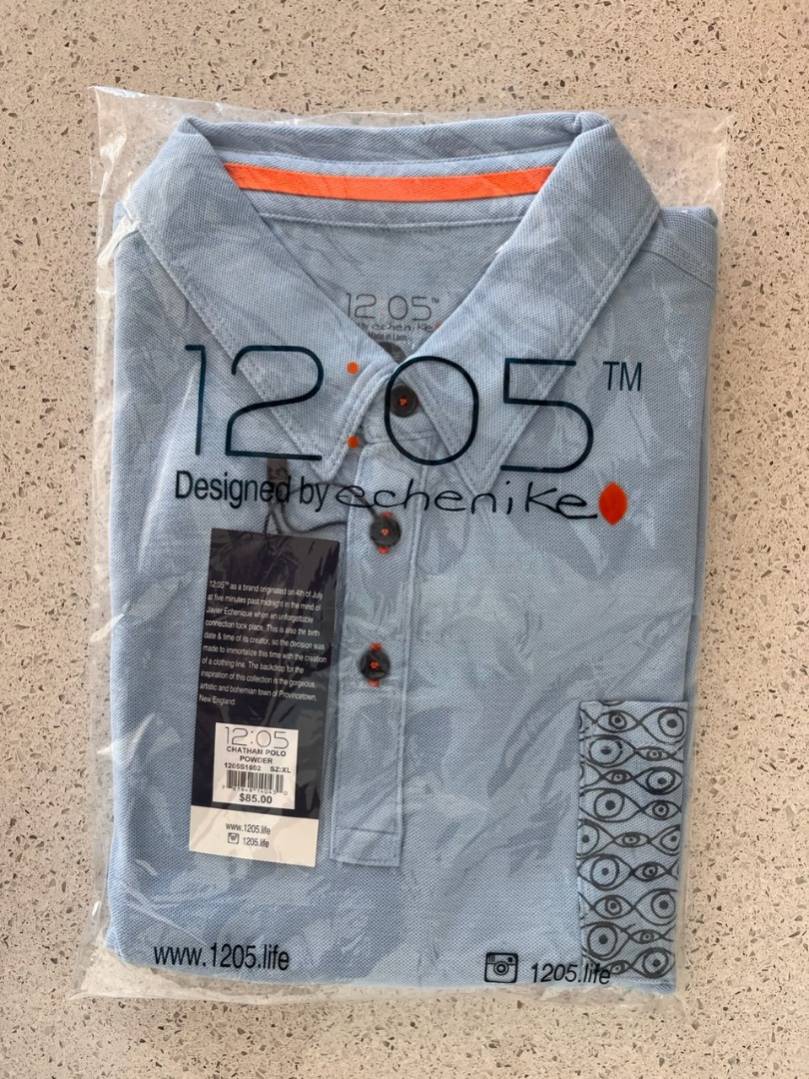 12:05™
12:05™
Designed by echenike
12:05™ as a brand originated on 4th of July
at five minutes past midnight in the mind of
Javier Echenique when an unforgettable
connection took place. This is also the birth
date & time of its creator, so the decision was
made to immortalize this time with the creation
of a clothing line. The backdrop for the
inspiration of this collection is the gorgeous,
artistic and bohemian town of Provincetown,
New England.
12:05
CHATHAN POLO
POWDER
1205S1602 SZ:XL
$85.00
www.1205.life
1205.life
www.1205.life
1205.life